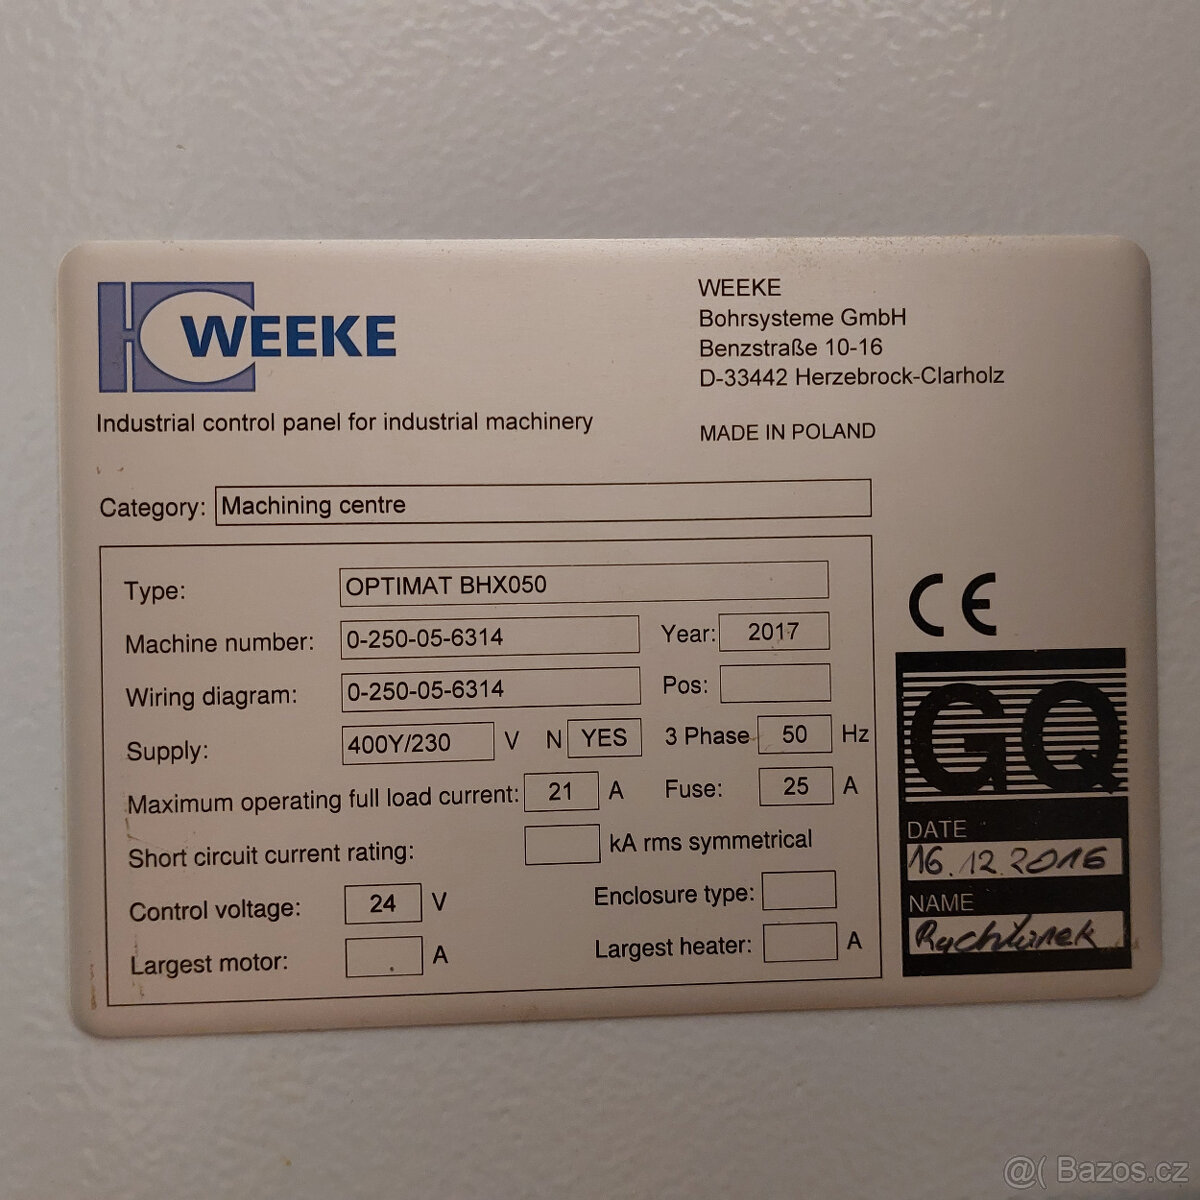 WEEKE
WEEKE
Bohrsysteme GmbH
Benzstraße 10-16
D-33442 Herzebrock-Clarholz
Industrial control panel for industrial machinery
MADE IN POLAND
Category: Machining centre
Type: OPTIMAT BHX050
Machine number: 0-250-05-6314 Year: 2017
Wiring diagram: 0-250-05-6314 Pos:
Supply: 400Y/230 V N YES 3 Phase 50 Hz
Maximum operating full load current: 21 A Fuse: 25 A
Short circuit current rating: kA rms symmetrical
Control voltage: 24 V Enclosure type:
Largest motor: A Largest heater: A
CE
GQ
DATE
16.12.2016
NAME
@( Bazos.cz